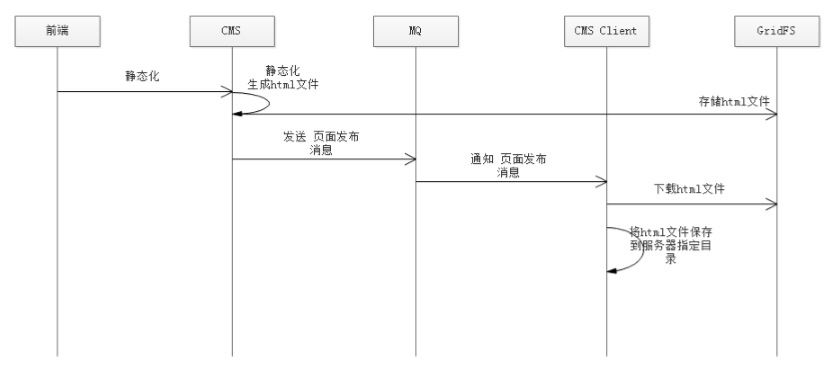 前端
CMS
MQ
CMS Client
GridFS
静态化
静态化
生成html文件
存储html文件
发送 页面发布
消息
通知 页面发布
消息
下载html文件
将html文件保存
到服务器指定目
录